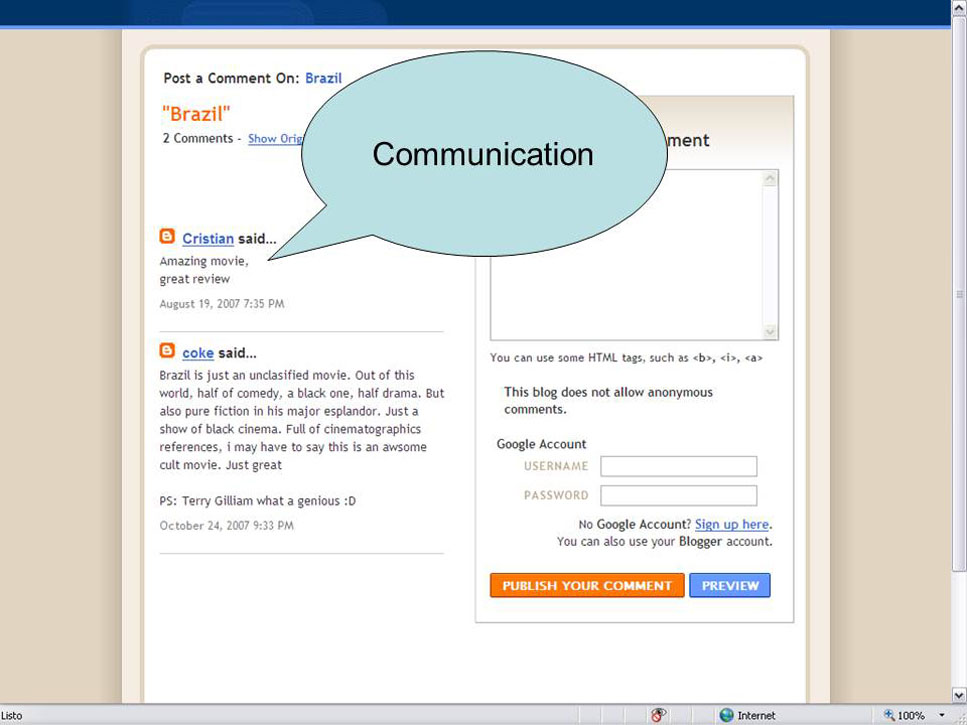 Post a Comment On: Brazil
"Brazil"
2 Comments - Show Orig
Communication
ment
Cristian said...
Amazing movie,
great review
August 19, 2007 7:35 PM
coke said...
Brazil is just an unclasified movie. Out of this
world, half of comedy, a black one, half drama. But
also pure fiction in his major esplandor. Just a
show of black cinema. Full of cinematographics
references, i may have to say this is an awsome
cult movie. Just great
PS: Terry Gilliam what a genious :D
October 24, 2007 9:33 PM
You can use some HTML tags, such as <b>, <i>, <a>
This blog does not allow anonymous
comments.
Google Account
USERNAME
PASSWORD
No Google Account? Sign up here.
You can also use your Blogger account.
PUBLISH YOUR COMMENT PREVIEW
Listo Internet 100%